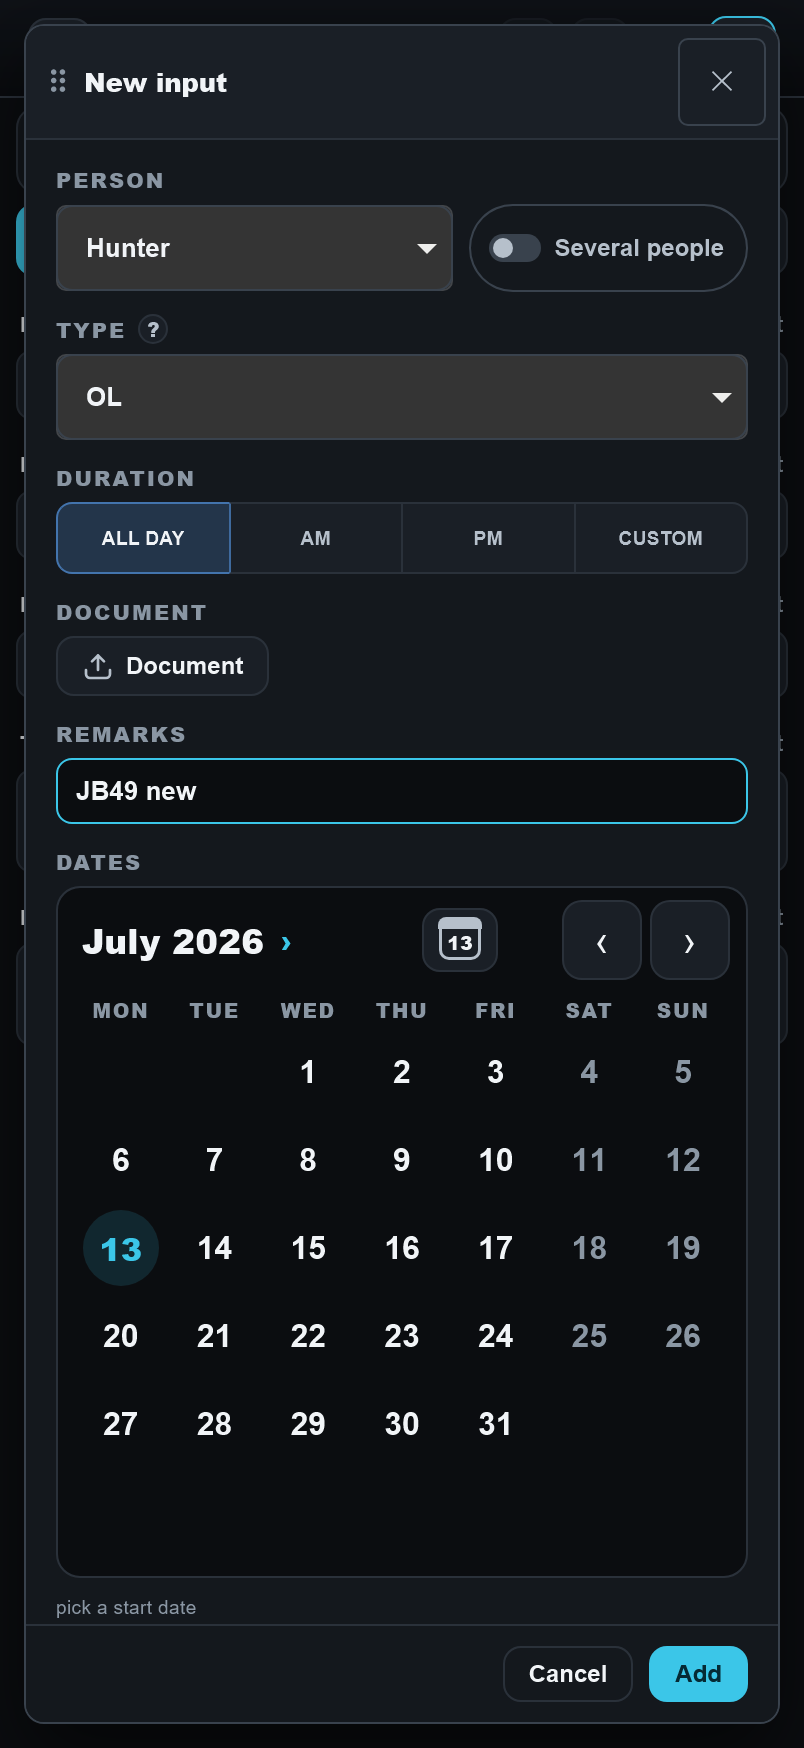 New input
PERSON
Hunter
Several people
TYPE ?
OL
DURATION
ALL DAY AM PM CUSTOM
DOCUMENT
Document
REMARKS
JB49 new
DATES
July 2026 › 13 ‹ ›
MON TUE WED THU FRI SAT SUN
1 2 3 4 5
6 7 8 9 10 11 12
13 14 15 16 17 18 19
20 21 22 23 24 25 26
27 28 29 30 31
pick a start date
Cancel Add